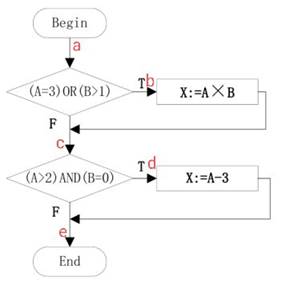 Begin
a
(A=3)OR(B>1)
T
b
X:=A×B
F
c
(A>2)AND(B=0)
T
d
X:=A-3
F
e
End